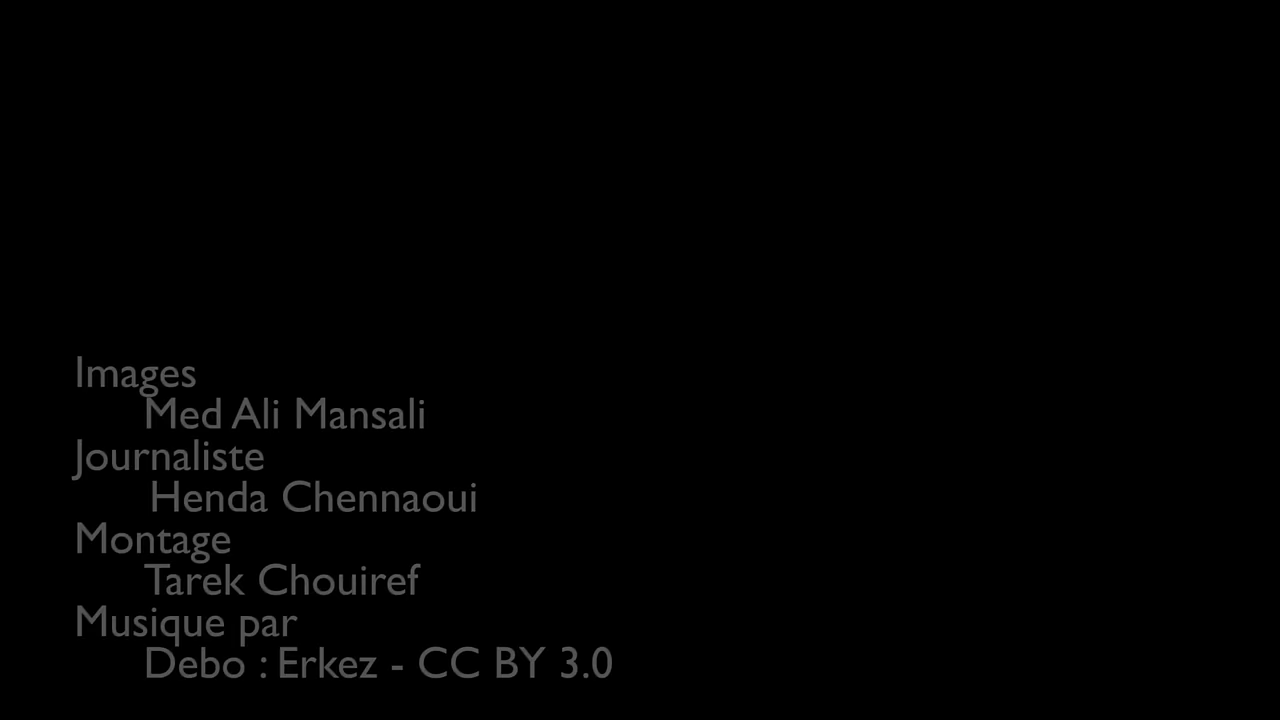 Images
Med Ali Mansali
Journaliste
Henda Chennaoui
Montage
Tarek Chouiref
Musique par
Debo : Erkez - CC BY 3.0